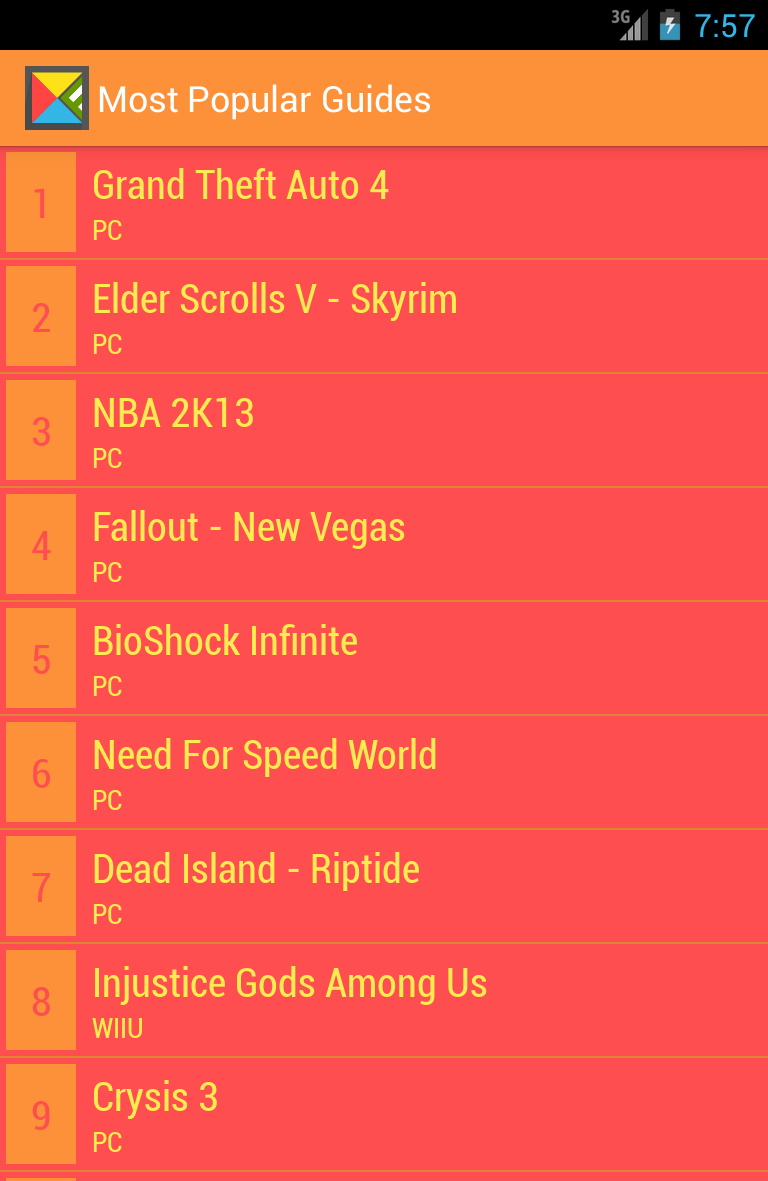 3G 7:57
Most Popular Guides
1
Grand Theft Auto 4
PC
2
Elder Scrolls V - Skyrim
PC
3
NBA 2K13
PC
4
Fallout - New Vegas
PC
5
BioShock Infinite
PC
6
Need For Speed World
PC
7
Dead Island - Riptide
PC
8
Injustice Gods Among Us
WIIU
9
Crysis 3
PC